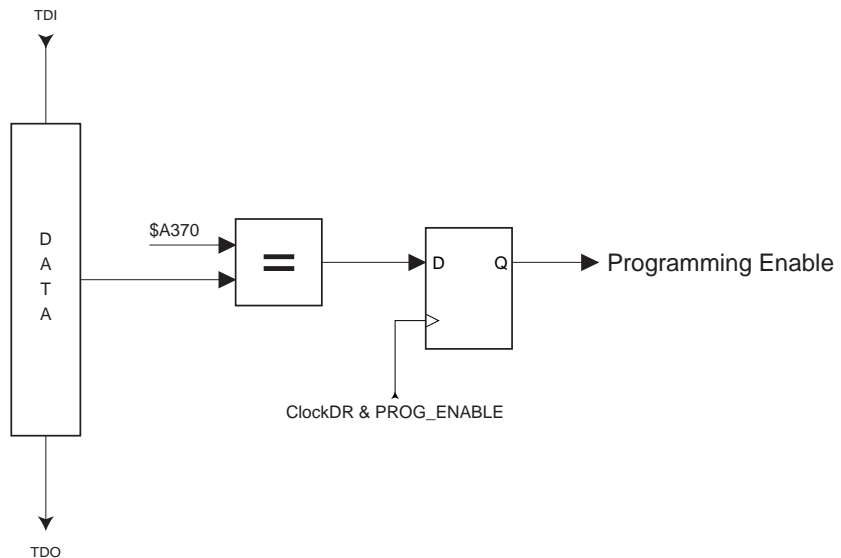 TDI
D
A
T
A
$A370
=
D Q
Programming Enable
ClockDR & PROG_ENABLE
TDO